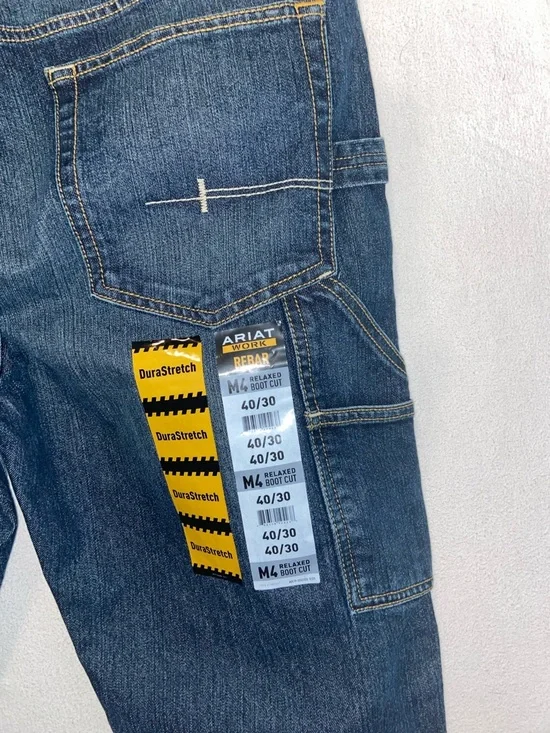 DuraStretch
DuraStretch
DuraStretch
DuraStretch
ARIAT
WORK
REBAR
M4 RELAXED
BOOT CUT
40/30
40/30
40/30
M4 RELAXED
BOOT CUT
40/30
40/30
40/30
M4 RELAXED
BOOT CUT